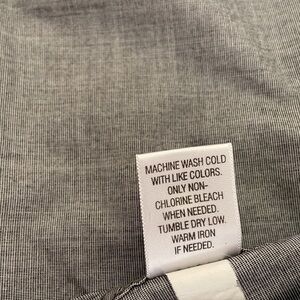 MACHINE WASH COLD
WITH LIKE COLORS.
ONLY NON-
CHLORINE BLEACH
WHEN NEEDED.
TUMBLE DRY LOW.
WARM IRON
IF NEEDED.